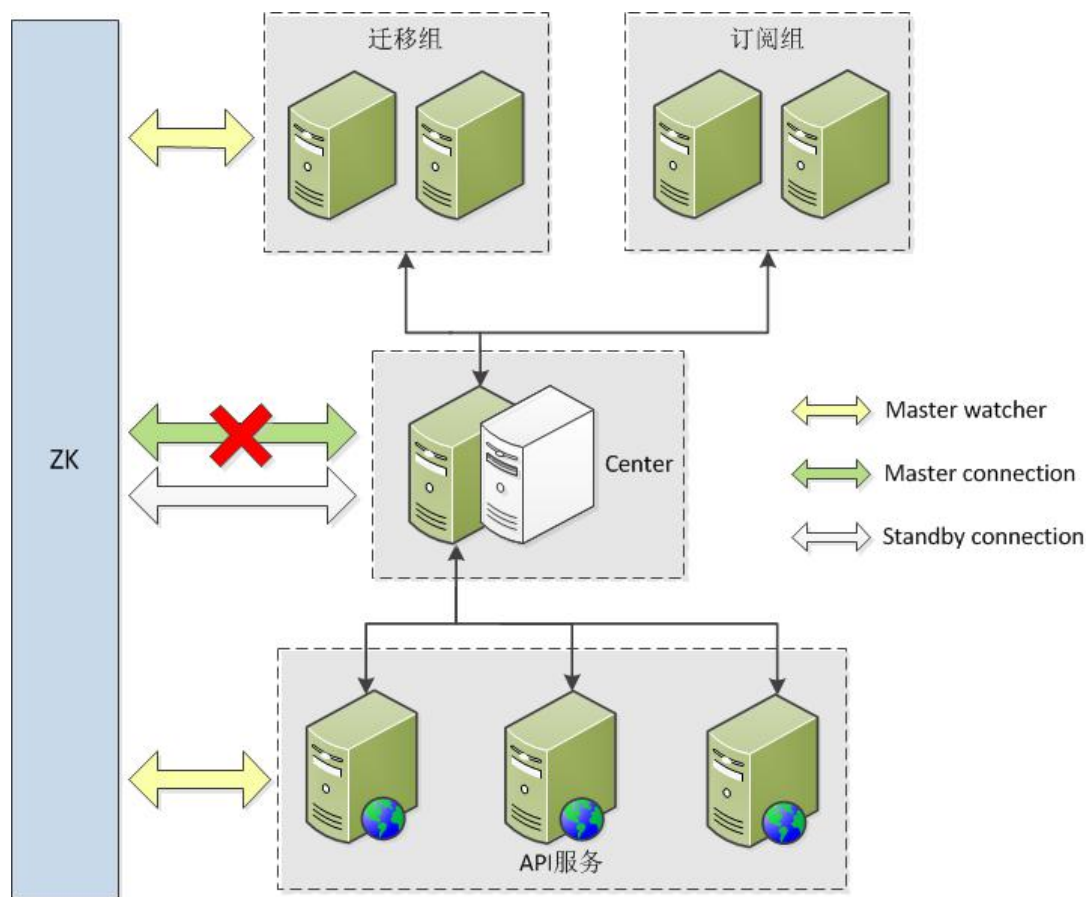 迁移组
订阅组
ZK
Center
Master watcher
Master connection
Standby connection
API服务